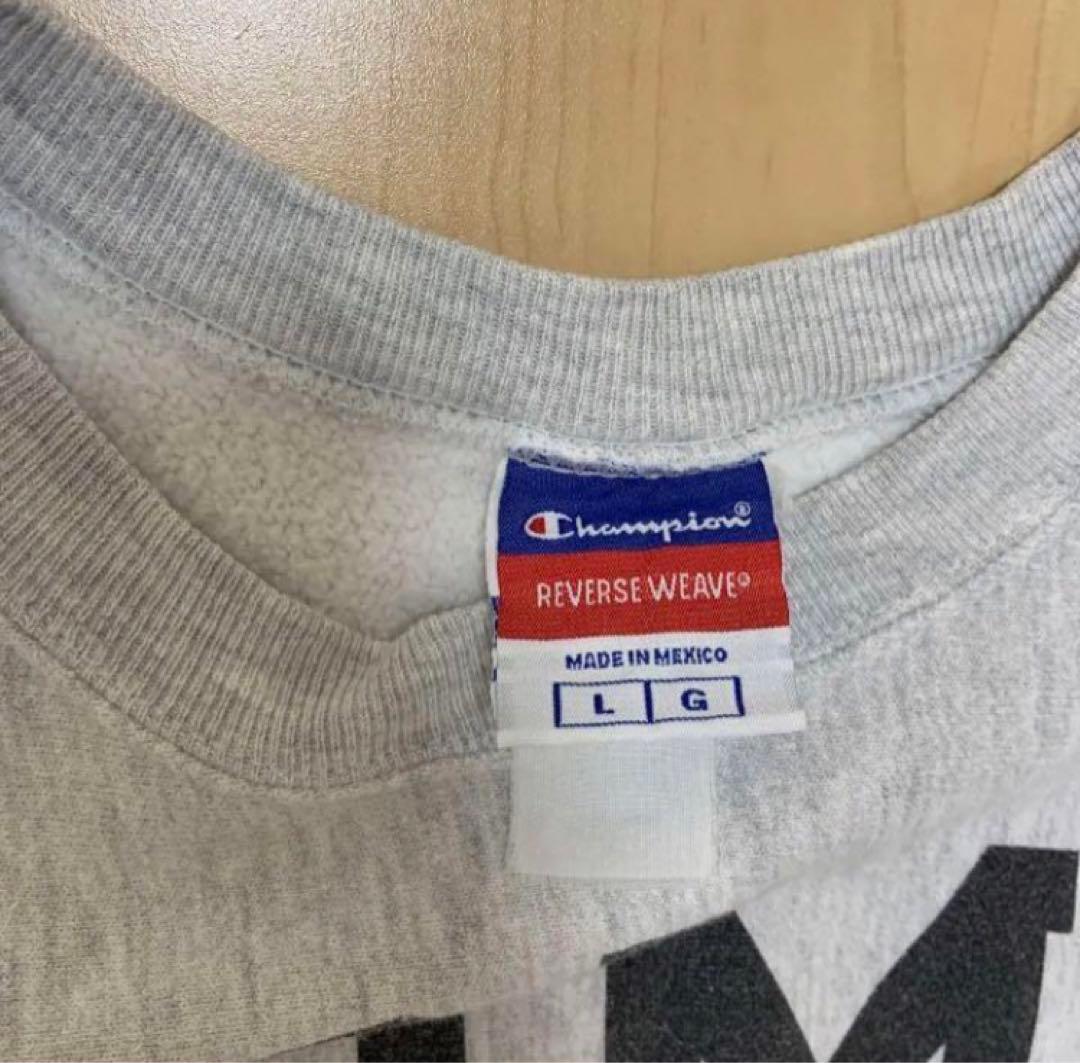 Champion®
REVERSE WEAVE®
MADE IN MEXICO
L G
M